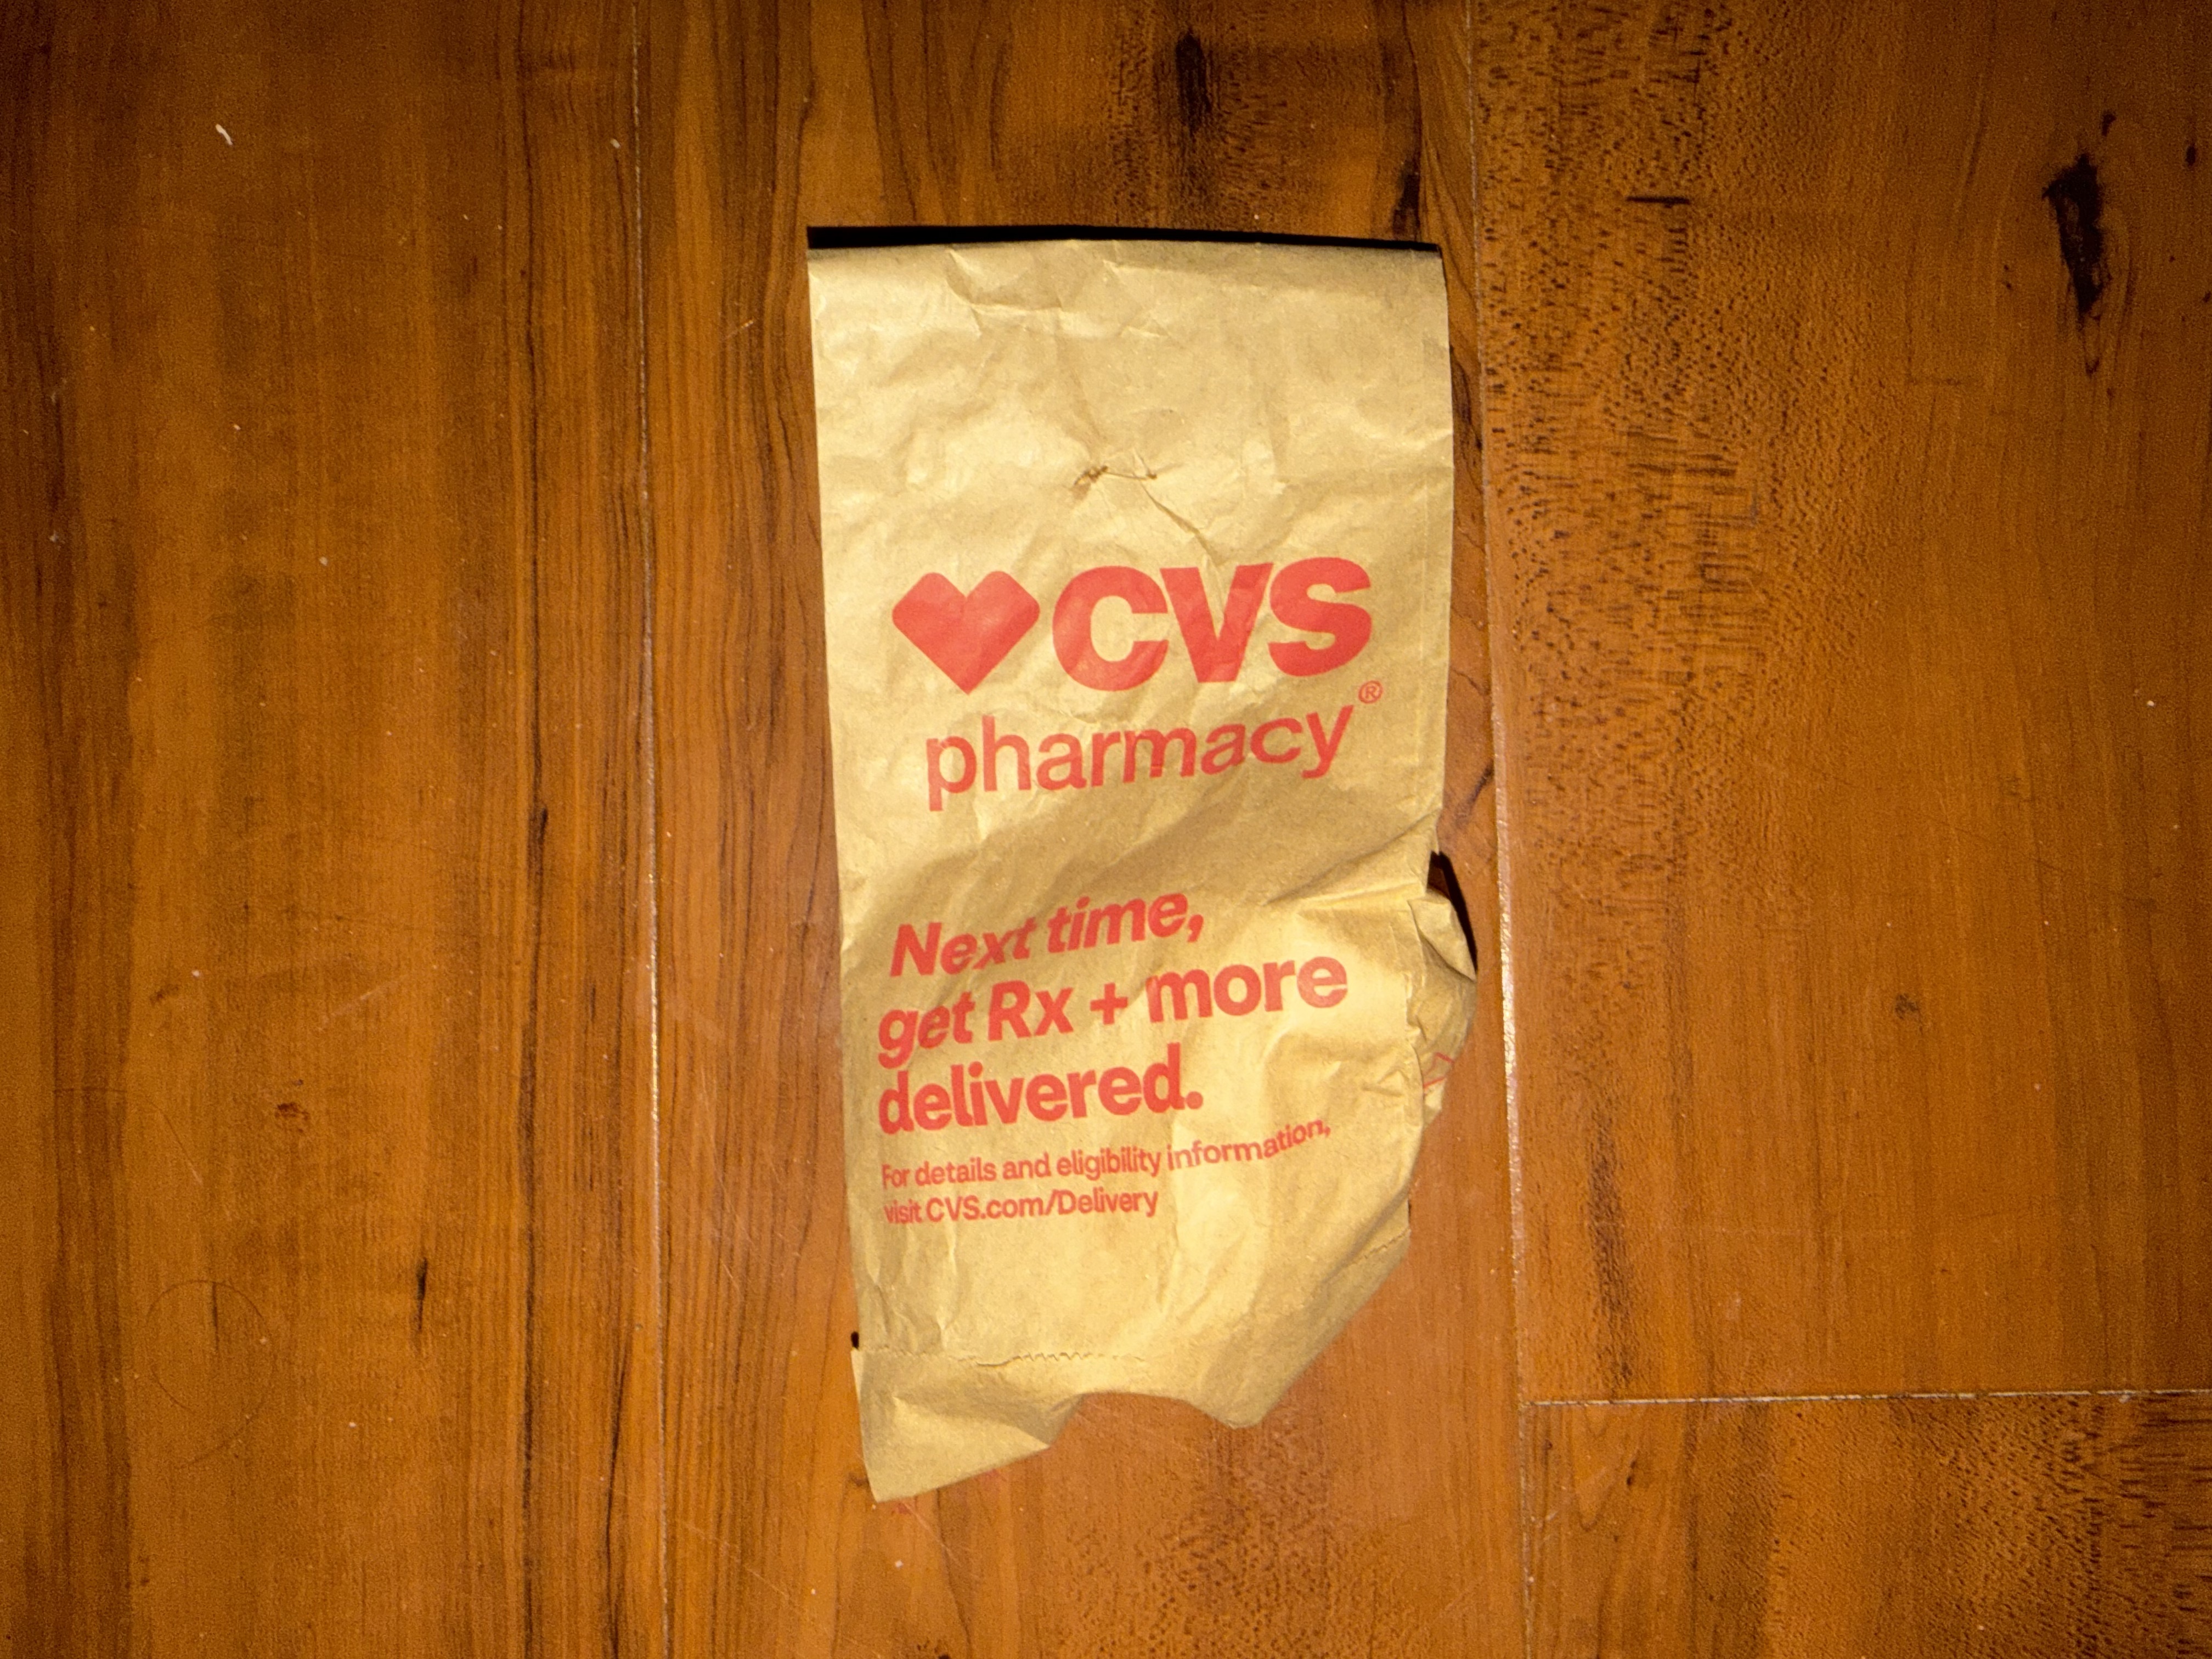 CVS
pharmacy®
Next time,
get Rx + more
delivered.
For details and eligibility information,
visit CVS.com/Delivery